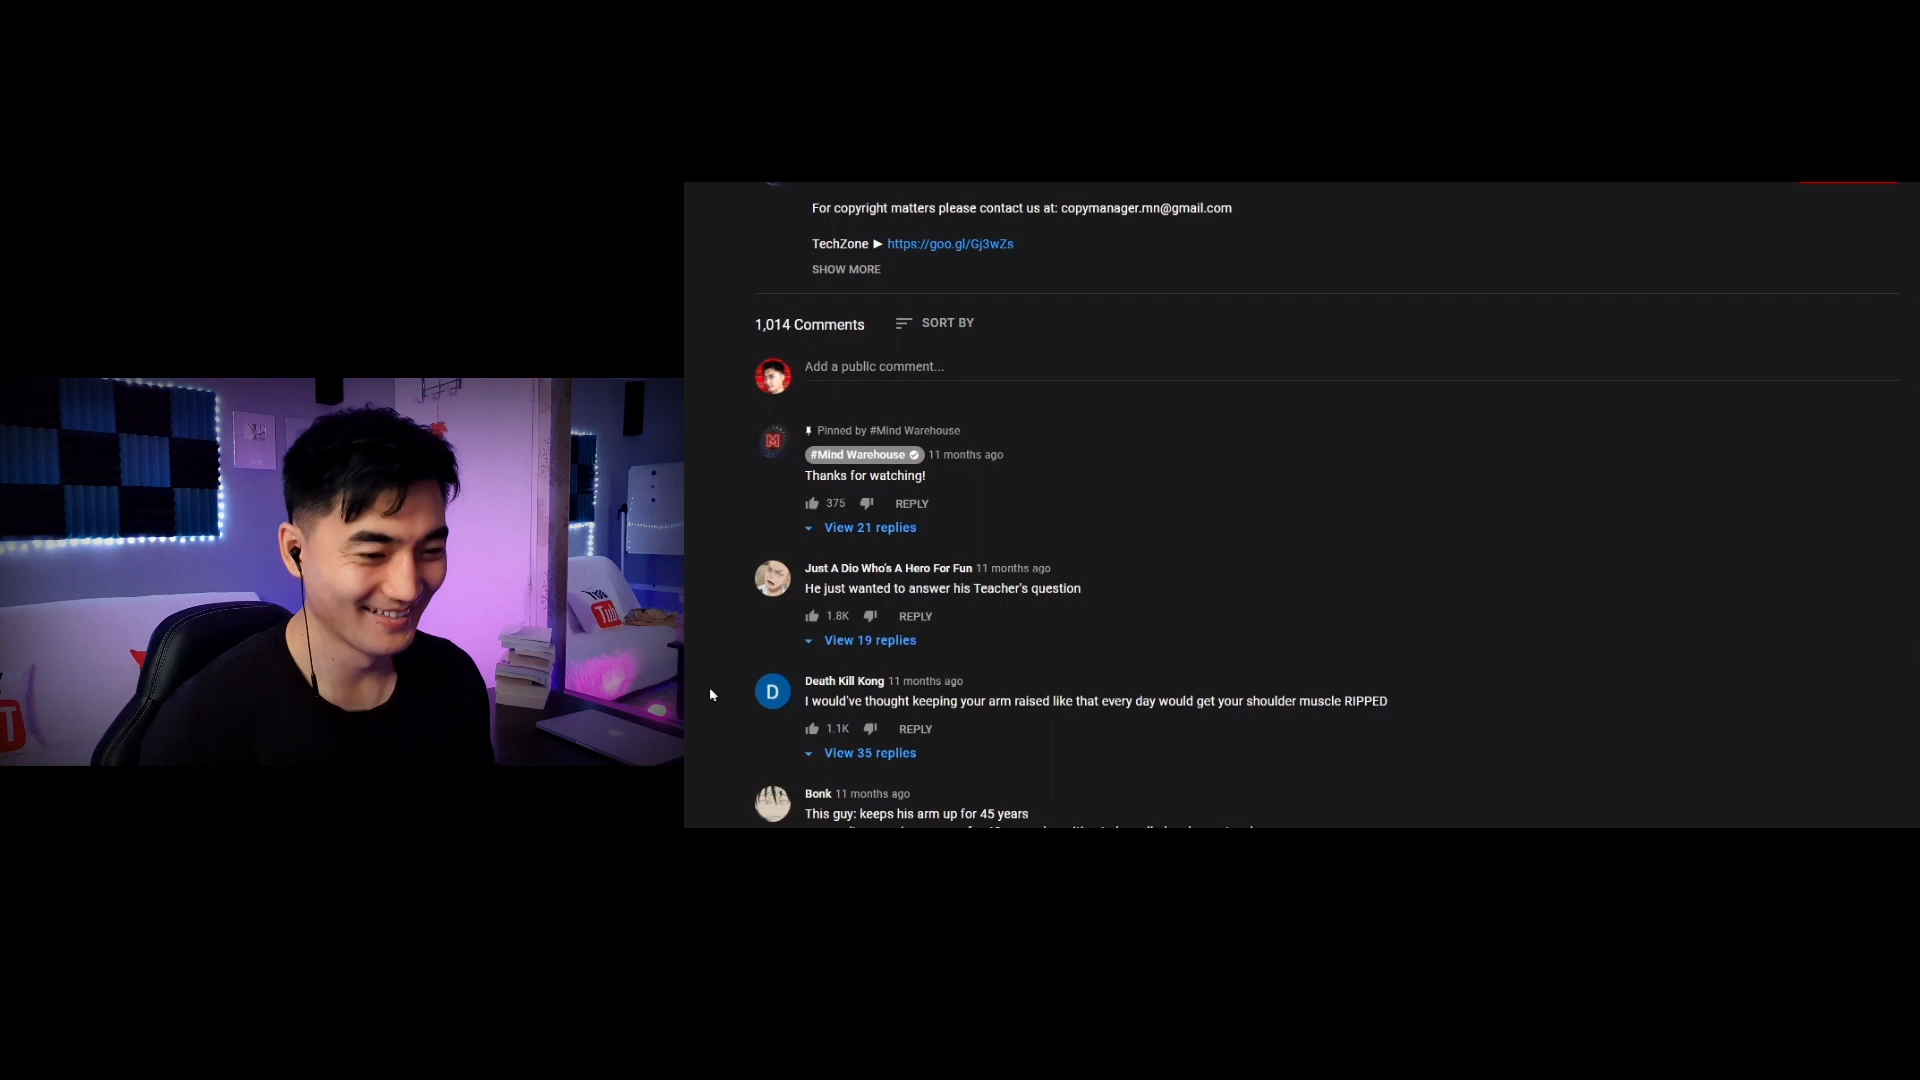 For copyright matters please contact us at: copymanager.mn@gmail.com
TechZone ▶ https://goo.gl/Gj3wZs
SHOW MORE
1,014 Comments
SORT BY
Add a public comment...
Pinned by #Mind Warehouse
#Mind Warehouse 11 months ago
Thanks for watching!
375 REPLY
View 21 replies
Just A Dio Who's A Hero For Fun 11 months ago
He just wanted to answer his Teacher's question
1.8K REPLY
View 19 replies
D
Death Kill Kong 11 months ago
I would've thought keeping your arm raised like that every day would get your shoulder muscle RIPPED
1.1K REPLY
View 35 replies
Bonk 11 months ago
This guy: keeps his arm up for 45 years
You
Tub